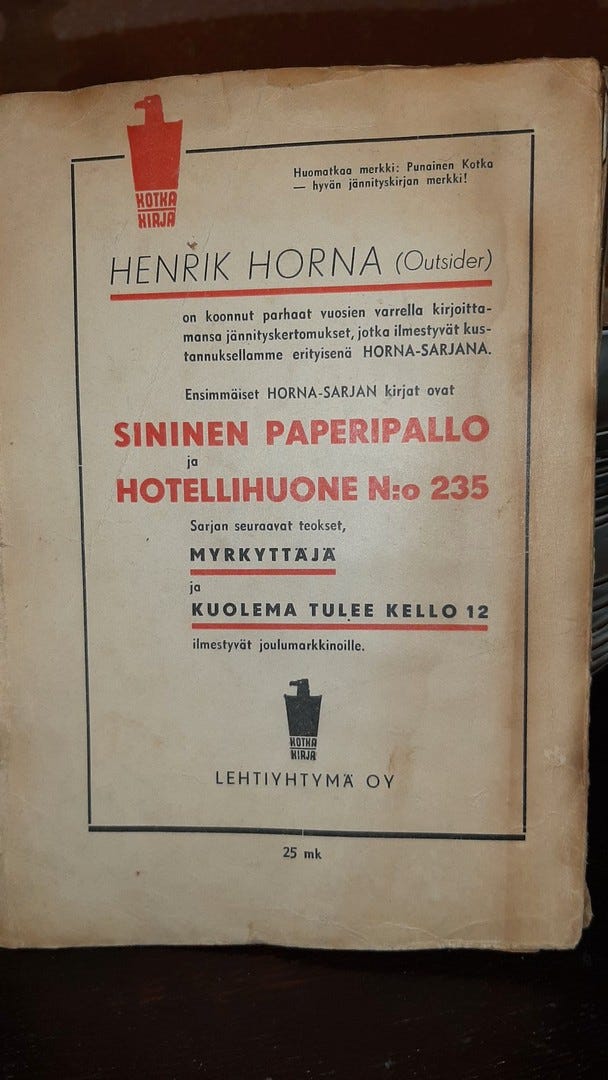 KOTKA
KIRJA
Huomatkaa merkki: Punainen Kotka
— hyvän jännityskirjan merkki!
HENRIK HORNA (Outsider)
on koonnut parhaat vuosien varrella kirjoitta-
mansa jännityskertomukset, jotka ilmestyvät kus-
tannuksellamme erityisenä HORNA-SARJANA.
Ensimmäiset HORNA-SARJAN kirjat ovat
SININEN PAPERIPALLO
ja
HOTELLIHUONE N:o 235
Sarjan seuraavat teokset,
MYRKYTTÄJÄ
ja
KUOLEMA TULEE KELLO 12
ilmestyvät joulumarkkinoille.
KOTKA
KIRJA
LEHTIYHTYMÄ OY
25 mk